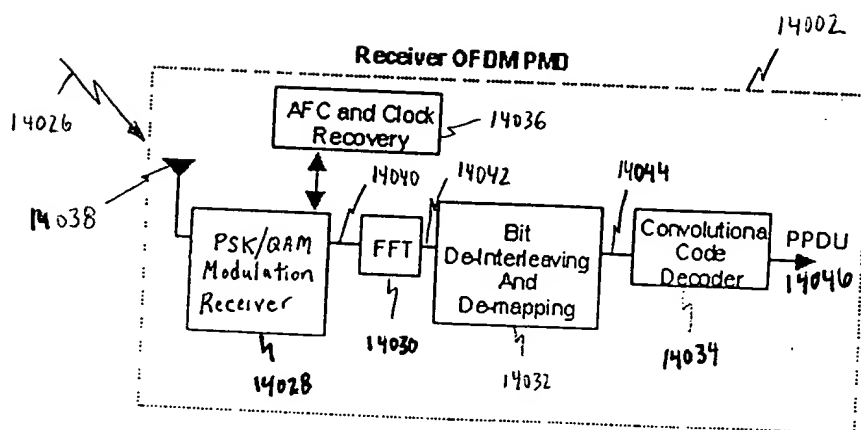 14002
Receiver OFDM PMD
14026
AFC and Clock
Recovery
14036
14038
14040
14042
14044
PSK/QAM
Modulation
Receiver
FFT
Bit
De-Interleaving
And
De-mapping
Convolutional
Code
Decoder
PPDU
14046
14028
14030
14032
14034